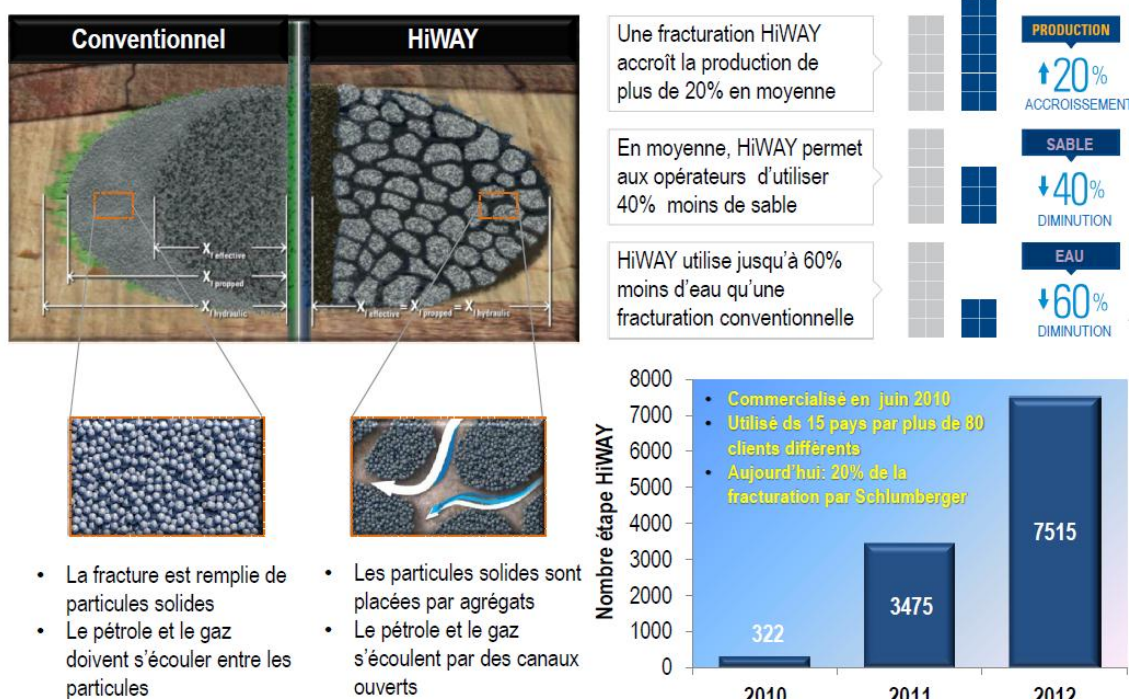 Conventionnel
HiWAY
X f effective
X f propped
X f hydraulic
X f effective = X f propped = X f hydraulic
• La fracture est remplie de
particules solides
• Le pétrole et le gaz
doivent s'écouler entre les
particules
• Les particules solides sont
placées par agrégats
• Le pétrole et le gaz
s'écoulent par des canaux
ouverts
Une fracturation HiWAY
accroît la production de
plus de 20% en moyenne
PRODUCTION
20%
ACCROISSEMENT
En moyenne, HiWAY permet
aux opérateurs d'utiliser
40% moins de sable
SABLE
40%
DIMINUTION
HiWAY utilise jusqu'à 60%
moins d'eau qu'une
fracturation conventionnelle
EAU
60%
DIMINUTION
Nombre étape HiWAY
8000
7000
6000
5000
4000
3000
2000
1000
0
• Commercialisé en juin 2010
• Utilisé ds 15 pays par plus de 80
clients différents
• Aujourd'hui: 20% de la
fracturation par Schlumberger
322
3475
7515
2010
2011
2012